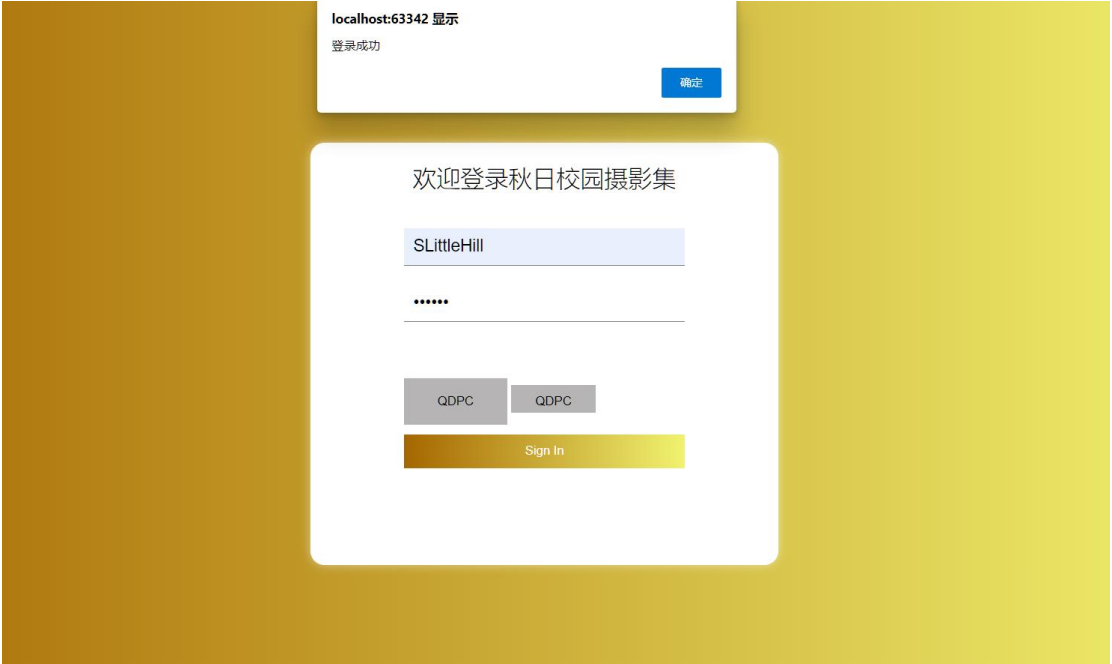 localhost:63342 显示
登录成功
确定
欢迎登录秋日校园摄影集
SLittleHill
••••••
QDPC QDPC
Sign In